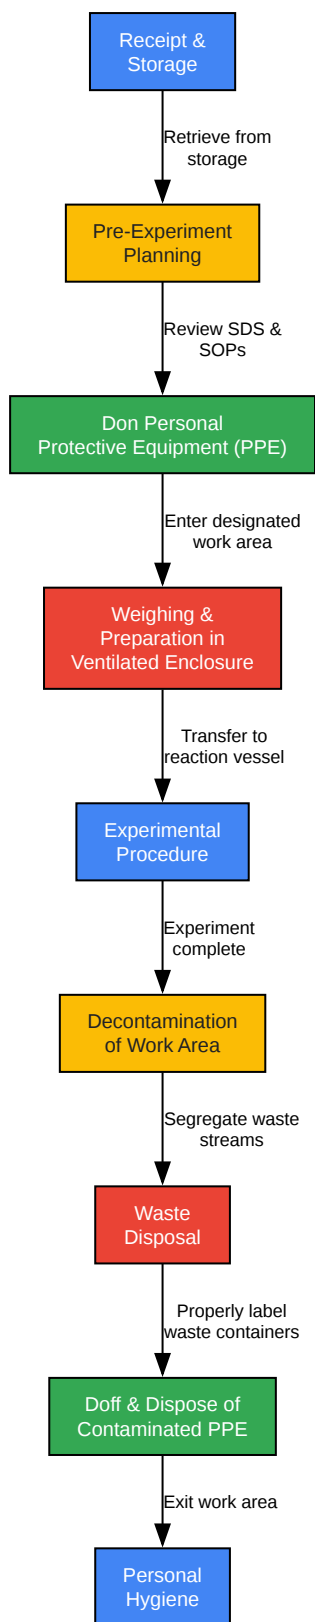 Receipt &
Storage
Retrieve from
storage
Pre-Experiment
Planning
Review SDS &
SOPs
Don Personal
Protective Equipment (PPE)
Enter designated
work area
Weighing &
Preparation in
Ventilated Enclosure
Transfer to
reaction vessel
Experimental
Procedure
Experiment
complete
Decontamination
of Work Area
Segregate waste
streams
Waste
Disposal
Properly label
waste containers
Doff & Dispose of
Contaminated PPE
Exit work area
Personal
Hygiene